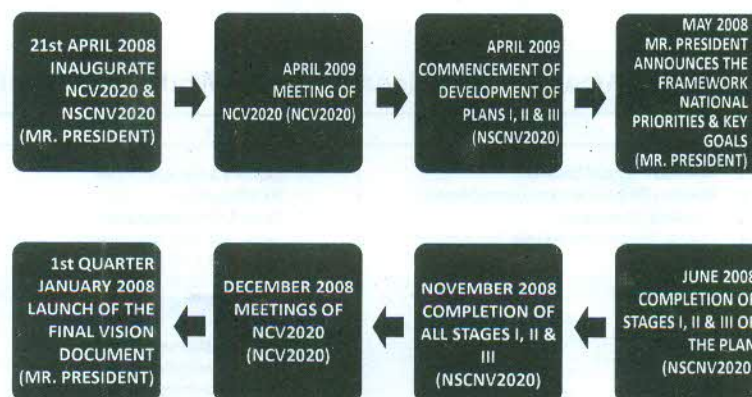 21st APRIL 2008
INAUGURATE
NCV2020 &
NSCNV2020
(MR. PRESIDENT)
APRIL 2009
MEETING OF
NCV2020 (NCV2020)
APRIL 2009
COMMENCEMENT OF
DEVELOPMENT OF
PLANS I, II & III
(NSCNV2020)
MAY 2008
MR. PRESIDENT
ANNOUNCES THE
FRAMEWORK
NATIONAL
PRIORITIES & KEY
GOALS
(MR. PRESIDENT)
1st QUARTER
JANUARY 2008
LAUNCH OF THE
FINAL VISION
DOCUMENT
(MR. PRESIDENT)
DECEMBER 2008
MEETINGS OF
NCV2020
(NCV2020)
NOVEMBER 2008
COMPLETION OF
ALL STAGES I, II &
III
(NSCNV2020)
JUNE 2008
COMPLETION OF
STAGES I, II & III OF
THE PLAN
(NSCNV2020